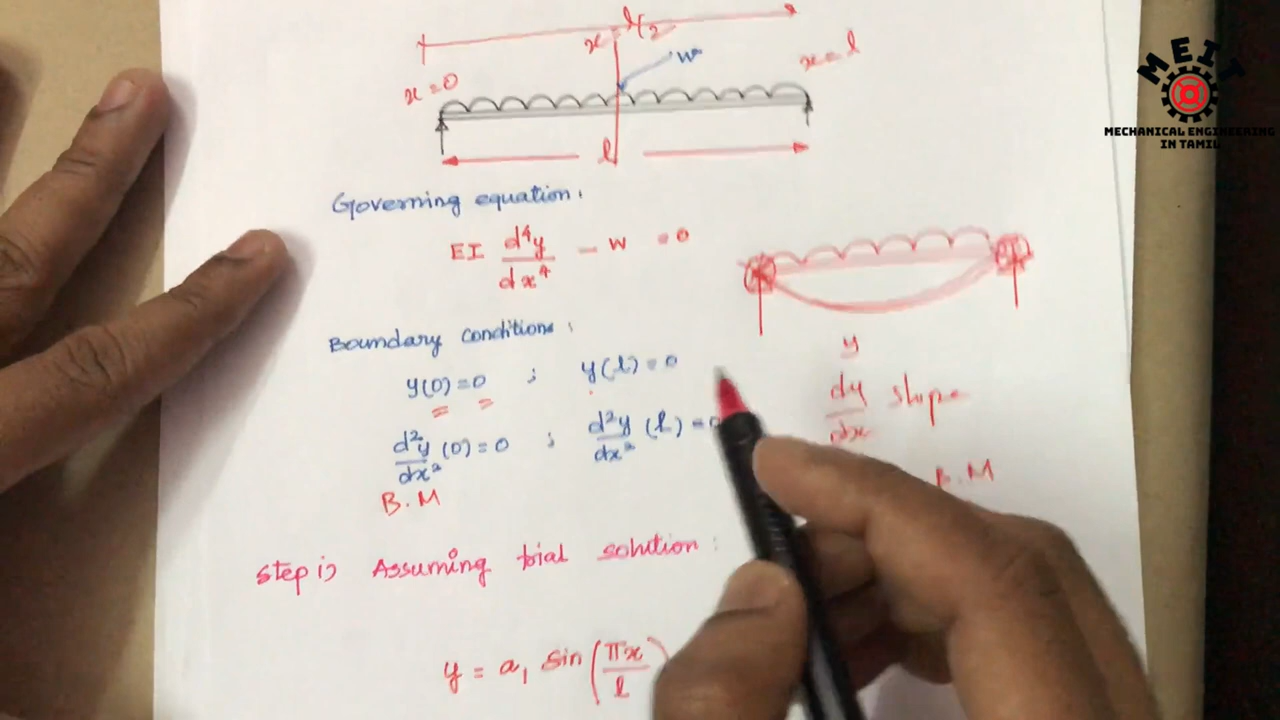 x = l/2
w
x = 0
x = l
l
MEIT
MECHANICAL ENGINEERING
IN TAMIL
Governing equation:
EI d⁴y/dx⁴ - w = 0
Boundary conditions:
y(0) = 0 ; y(l) = 0
d²y/dx² (0) = 0 ; d²y/dx² (l) = 0
B.M
y
dy/dx slope
B.M
Step i) Assuming trial solution:
y = a₁ sin (πx/l)